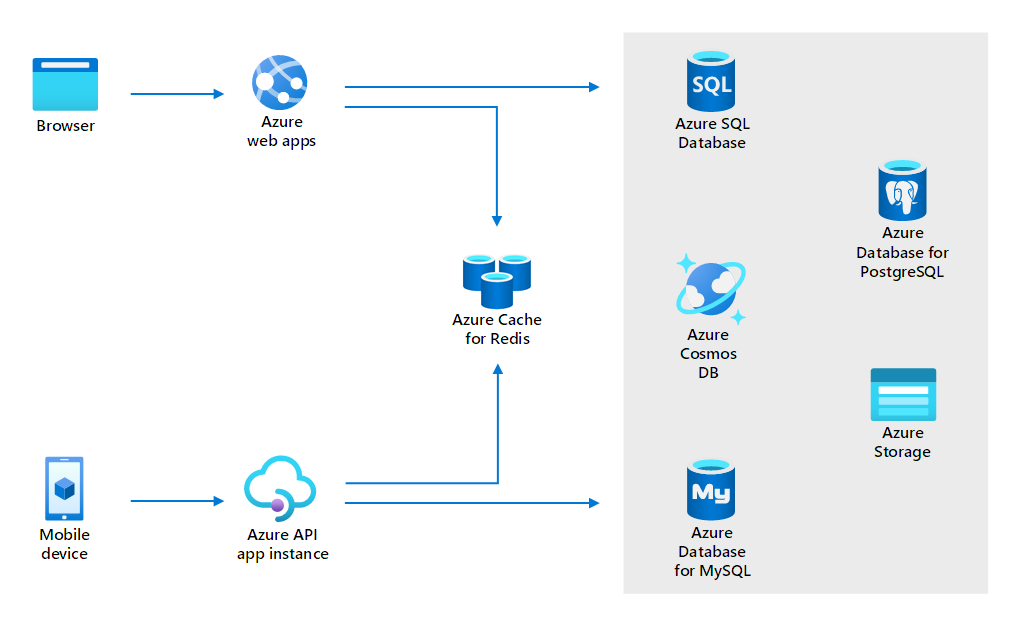 Browser
Azure
web apps
SQL
Azure SQL
Database
Azure
Database for
PostgreSQL
Azure Cache
for Redis
Azure
Cosmos
DB
Azure
Storage
Mobile
device
Azure API
app instance
My
Azure
Database
for MySQL